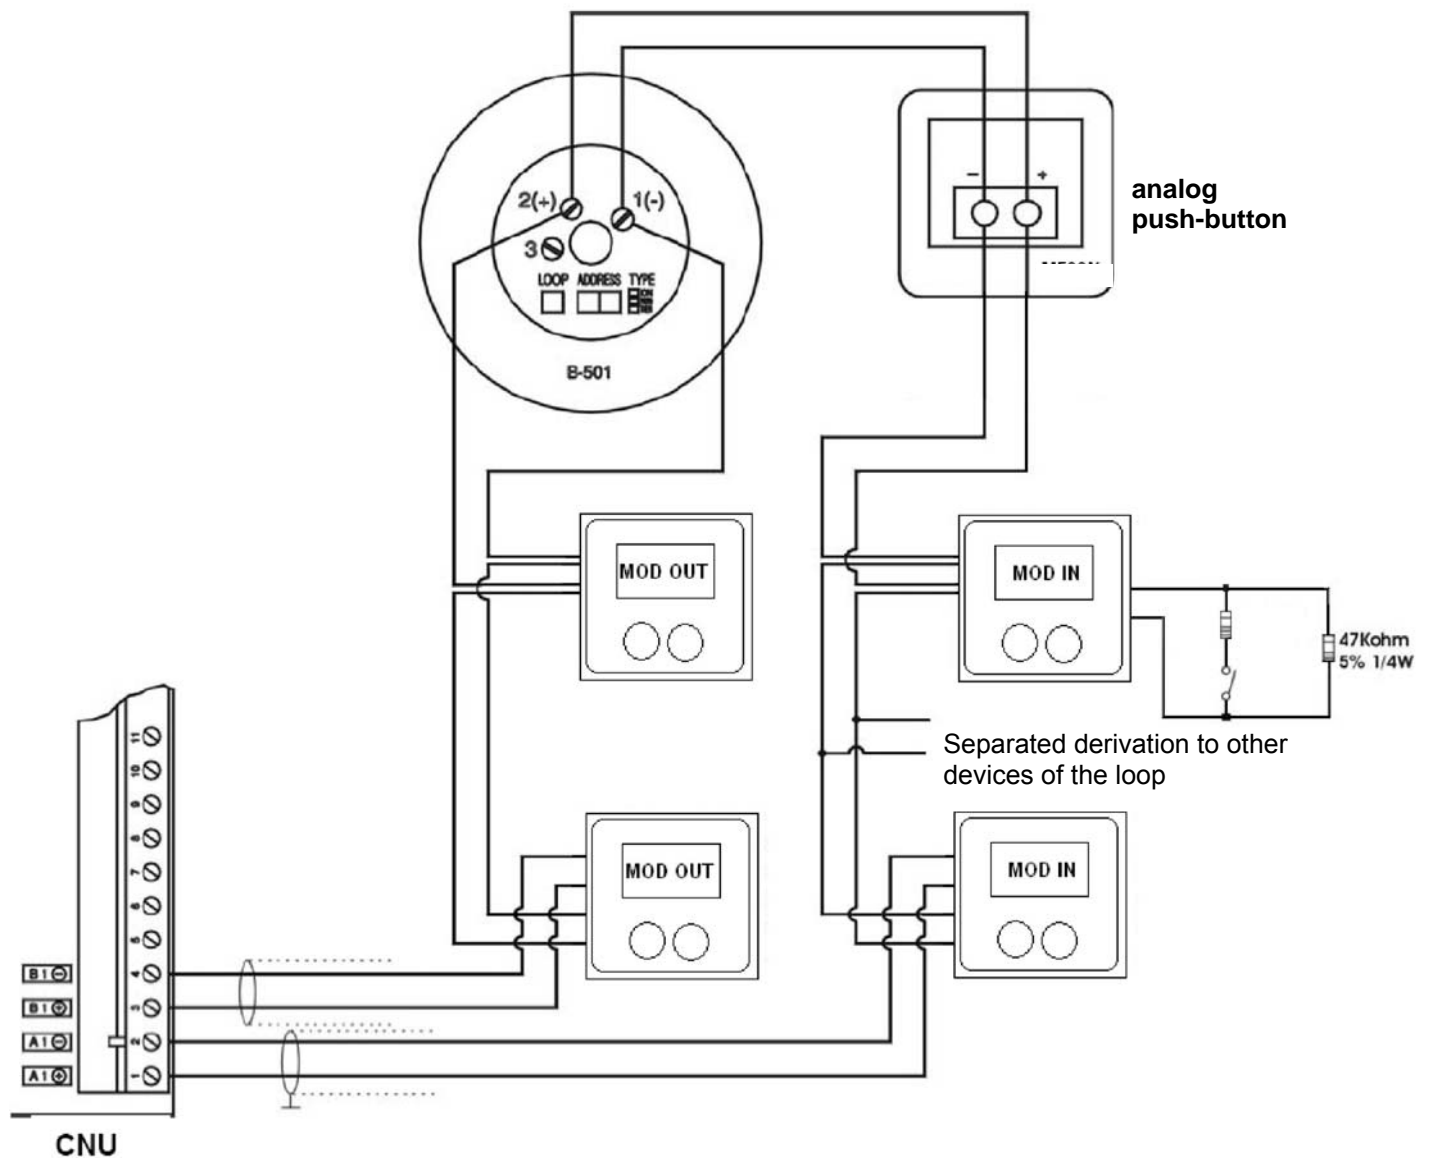 2(+)
1(-)
3
LOOP ADDRESS TYPE
B-501
-
+
analog
push-button
MOD OUT
MOD IN
47Kohm
5% 1/4W
Separated derivation to other
devices of the loop
MOD OUT
MOD IN
11
10
9
8
7
6
5
B1⊖ 4
B1⊕ 3
A1⊖ 2
A1⊕ 1
CNU